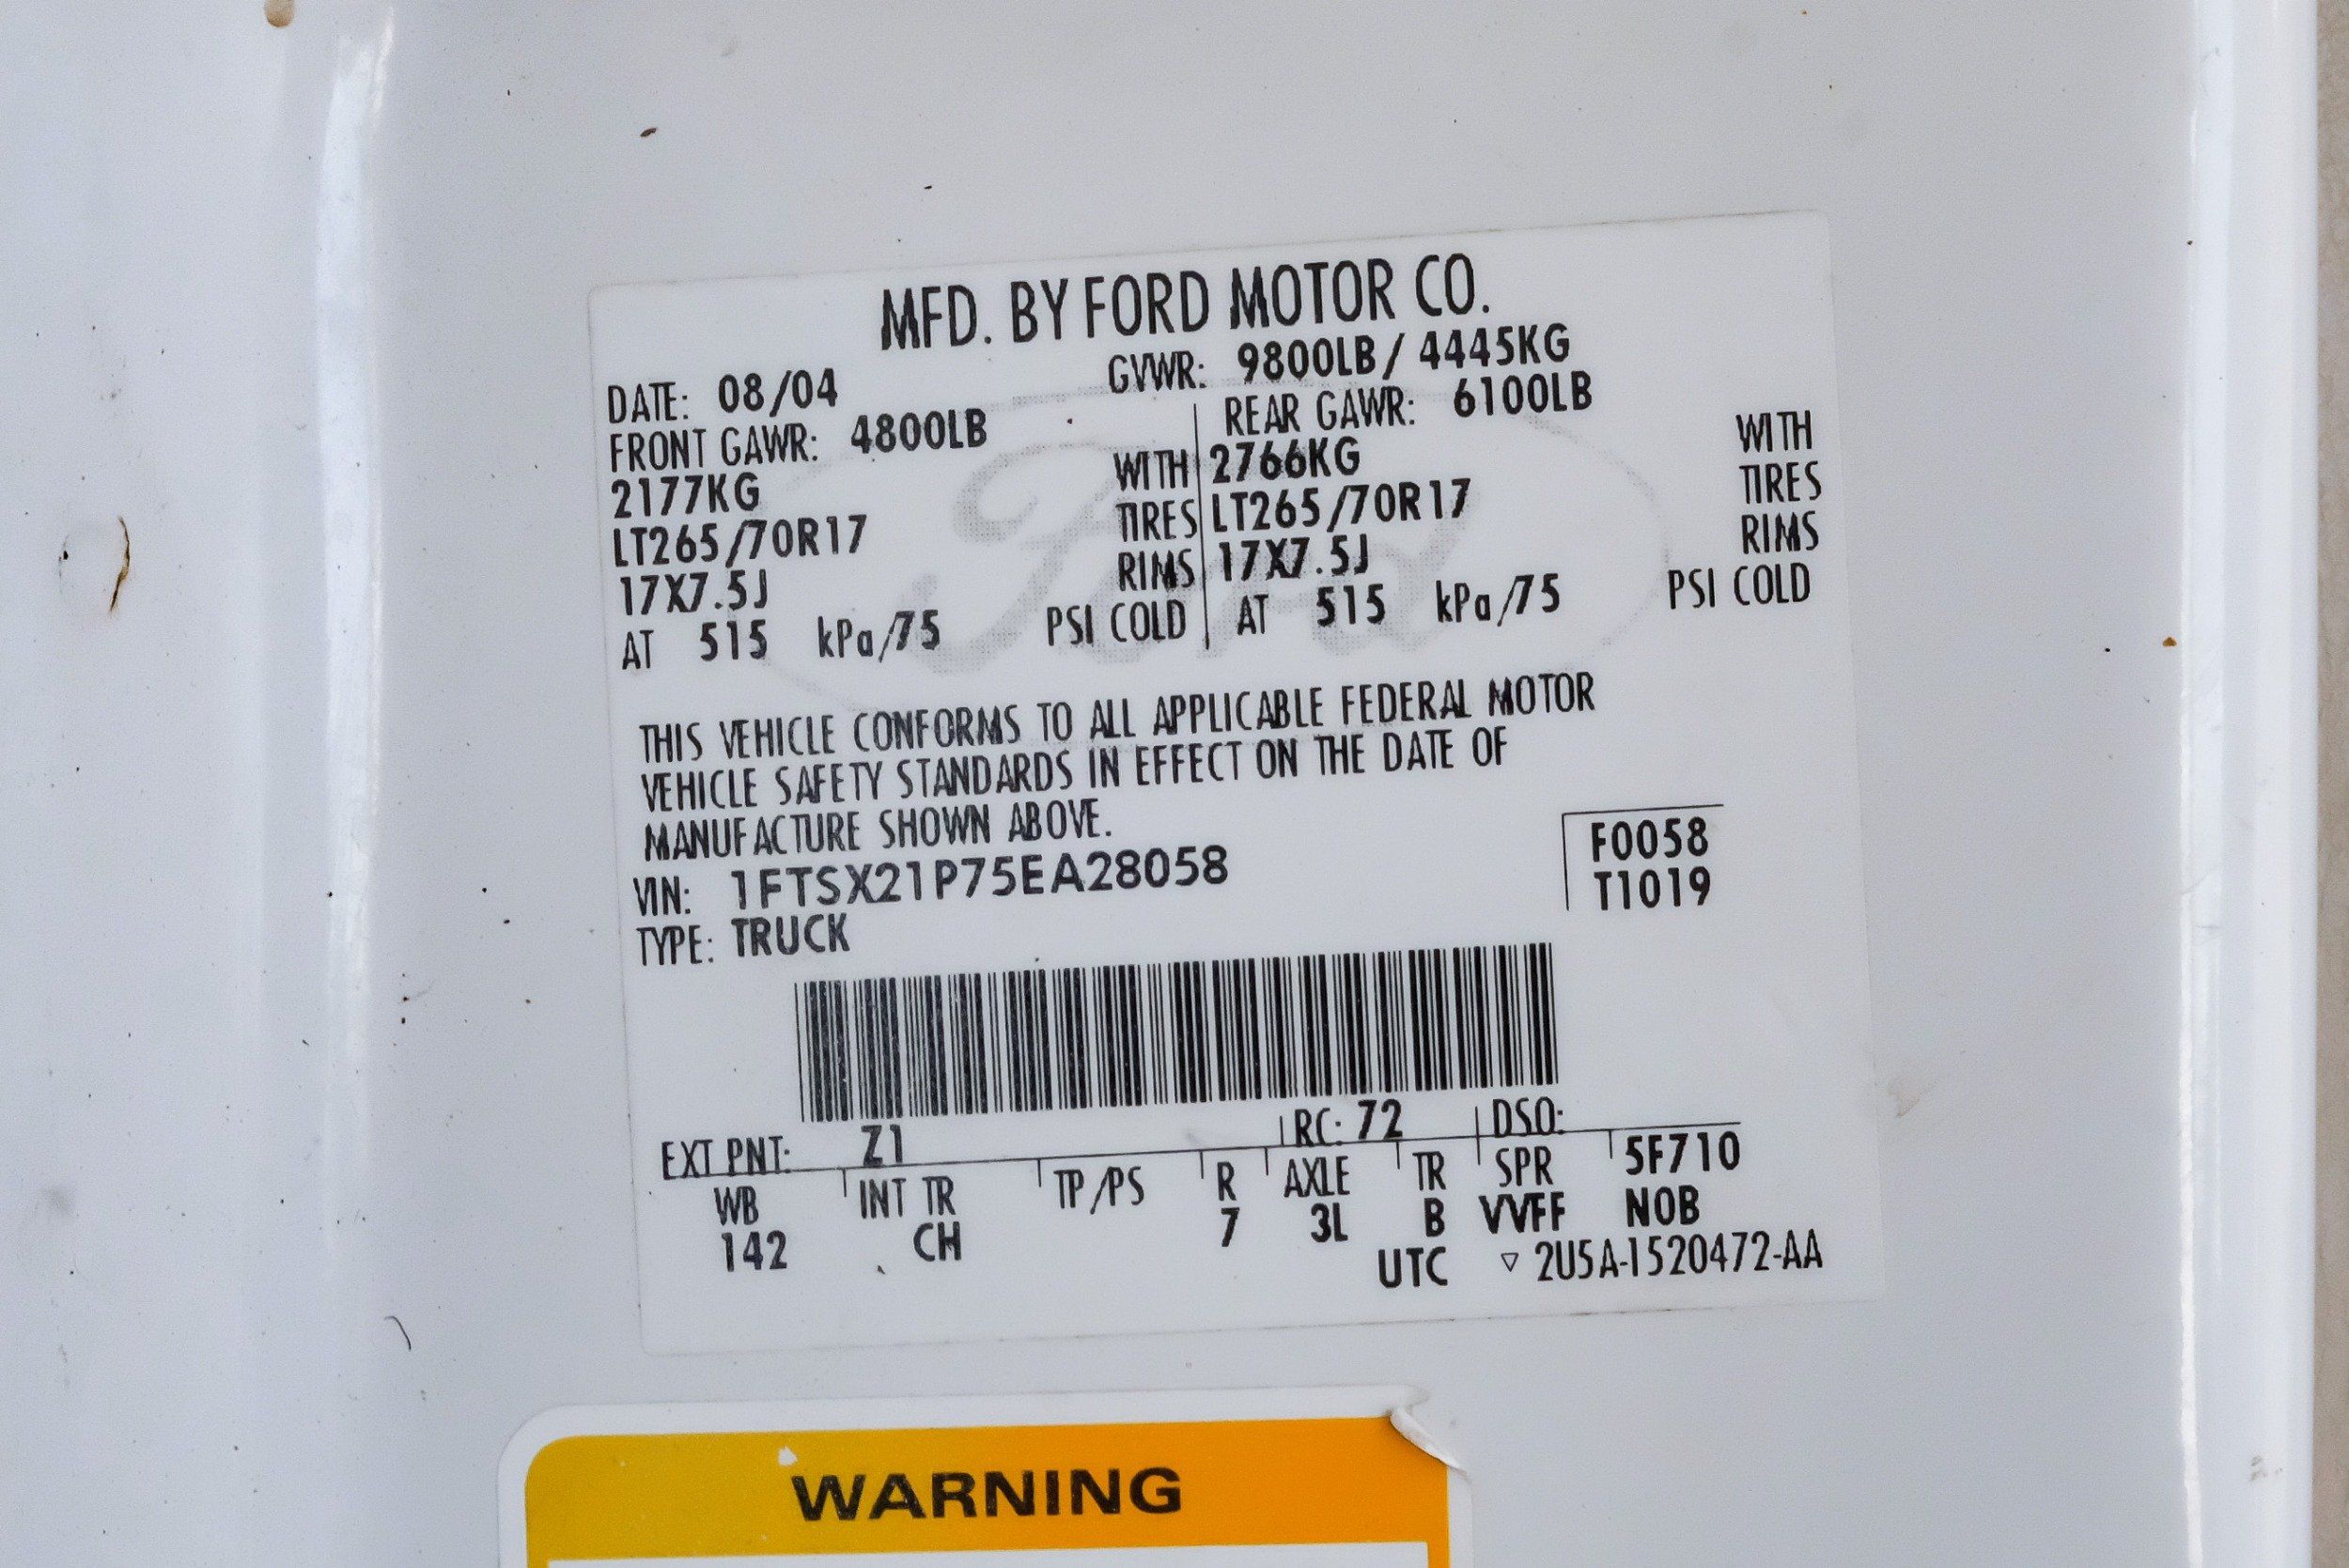 MFD. BY FORD MOTOR CO.
DATE: 08/04 GVWR: 9800LB/ 4445KG
FRONT GAWR: 4800LB REAR GAWR: 6100LB
2177KG WITH 2766KG WITH
LT265/70R17 TIRES LT265/70R17 TIRES
17X7.5J RIMS 17X7.5J RIMS
AT 515 kPa/75 PSI COLD AT 515 kPa/75 PSI COLD
THIS VEHICLE CONFORMS TO ALL APPLICABLE FEDERAL MOTOR
VEHICLE SAFETY STANDARDS IN EFFECT ON THE DATE OF
MANUFACTURE SHOWN ABOVE.
F0058
VIN: 1FTSX21P75EA28058 T1019
TYPE: TRUCK
EXT PNT: Z1 RC: 72 DSO:
WB INT TR TP/PS R AXLE TR SPR 5F710
142 CH 7 3L B VVFF NOB
UTC ▽ 2U5A-1520472-AA
Ford
WARNING